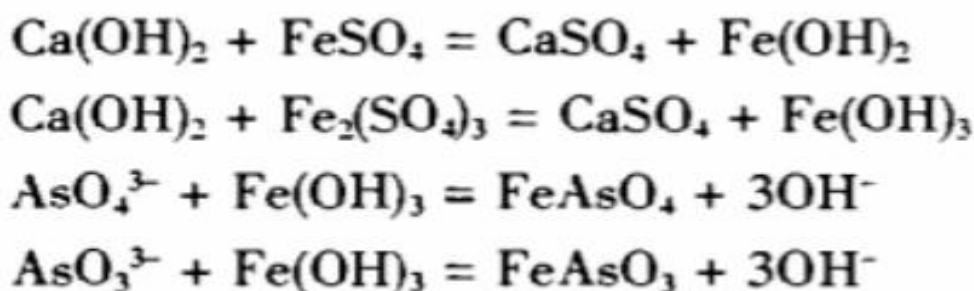 Ca(OH)₂ + FeSO₄ = CaSO₄ + Fe(OH)₂
Ca(OH)₂ + Fe₂(SO₄)₃ = CaSO₄ + Fe(OH)₃
AsO₄³⁻ + Fe(OH)₃ = FeAsO₄ + 3OH⁻
AsO₃³⁻ + Fe(OH)₃ = FeAsO₃ + 3OH⁻